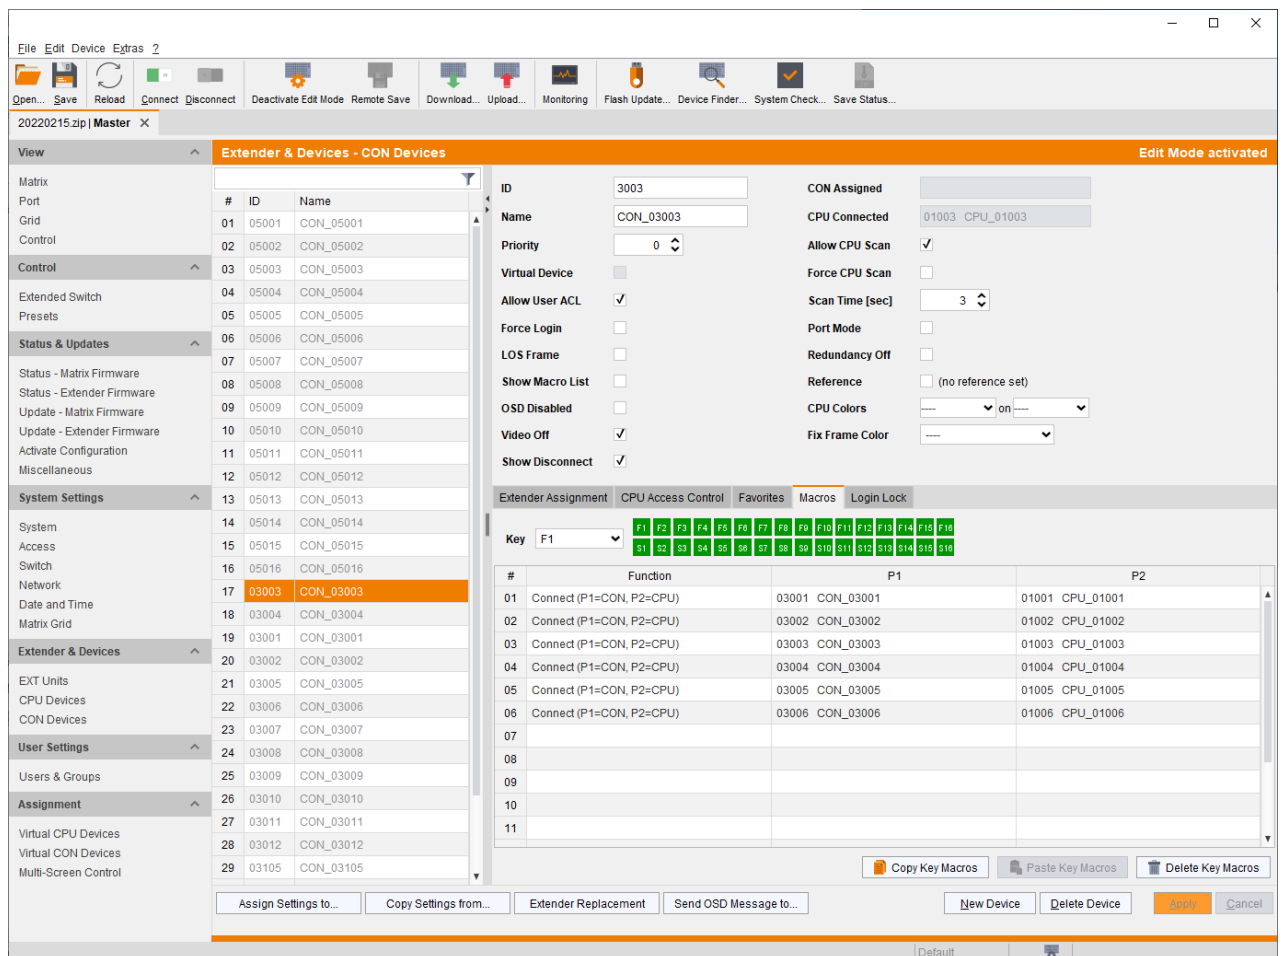 File Edit Device Extras ?
Open... Save Reload Connect Disconnect Deactivate Edit Mode Remote Save Download... Upload... Monitoring Flash Update... Device Finder... System Check... Save Status...
20220215.zip | Master
View
Matrix
Port
Grid
Control
Control
Extended Switch
Presets
Status & Updates
Status - Matrix Firmware
Status - Extender Firmware
Update - Matrix Firmware
Update - Extender Firmware
Activate Configuration
Miscellaneous
System Settings
System
Access
Switch
Network
Date and Time
Matrix Grid
Extender & Devices
EXT Units
CPU Devices
CON Devices
User Settings
Users & Groups
Assignment
Virtual CPU Devices
Virtual CON Devices
Multi-Screen Control
Extender & Devices - CON Devices Edit Mode activated
# ID Name
01 05001 CON_05001
02 05002 CON_05002
03 05003 CON_05003
04 05004 CON_05004
05 05005 CON_05005
06 05006 CON_05006
07 05007 CON_05007
08 05008 CON_05008
09 05009 CON_05009
10 05010 CON_05010
11 05011 CON_05011
12 05012 CON_05012
13 05013 CON_05013
14 05014 CON_05014
15 05015 CON_05015
16 05016 CON_05016
17 03003 CON_03003
18 03004 CON_03004
19 03001 CON_03001
20 03002 CON_03002
21 03005 CON_03005
22 03006 CON_03006
23 03007 CON_03007
24 03008 CON_03008
25 03009 CON_03009
26 03010 CON_03010
27 03011 CON_03011
28 03012 CON_03012
29 03105 CON_03105
ID 3003 CON Assigned
Name CON_03003 CPU Connected 01003 CPU_01003
Priority 0 Allow CPU Scan
Virtual Device Force CPU Scan
Allow User ACL Scan Time [sec] 3
Force Login Port Mode
LOS Frame Redundancy Off
Show Macro List Reference (no reference set)
OSD Disabled CPU Colors ---- on ----
Video Off Fix Frame Color ----
Show Disconnect
Extender Assignment CPU Access Control Favorites Macros Login Lock
Key F1
F1 F2 F3 F4 F5 F6 F7 F8 F9 F10 F11 F12 F13 F14 F15 F16
S1 S2 S3 S4 S5 S6 S7 S8 S9 S10 S11 S12 S13 S14 S15 S16
# Function P1 P2
01 Connect (P1=CON, P2=CPU) 03001 CON_03001 01001 CPU_01001
02 Connect (P1=CON, P2=CPU) 03002 CON_03002 01002 CPU_01002
03 Connect (P1=CON, P2=CPU) 03003 CON_03003 01003 CPU_01003
04 Connect (P1=CON, P2=CPU) 03004 CON_03004 01004 CPU_01004
05 Connect (P1=CON, P2=CPU) 03005 CON_03005 01005 CPU_01005
06 Connect (P1=CON, P2=CPU) 03006 CON_03006 01006 CPU_01006
07
08
09
10
11
Copy Key Macros Paste Key Macros Delete Key Macros
Assign Settings to... Copy Settings from... Extender Replacement Send OSD Message to... New Device Delete Device Apply Cancel
Default